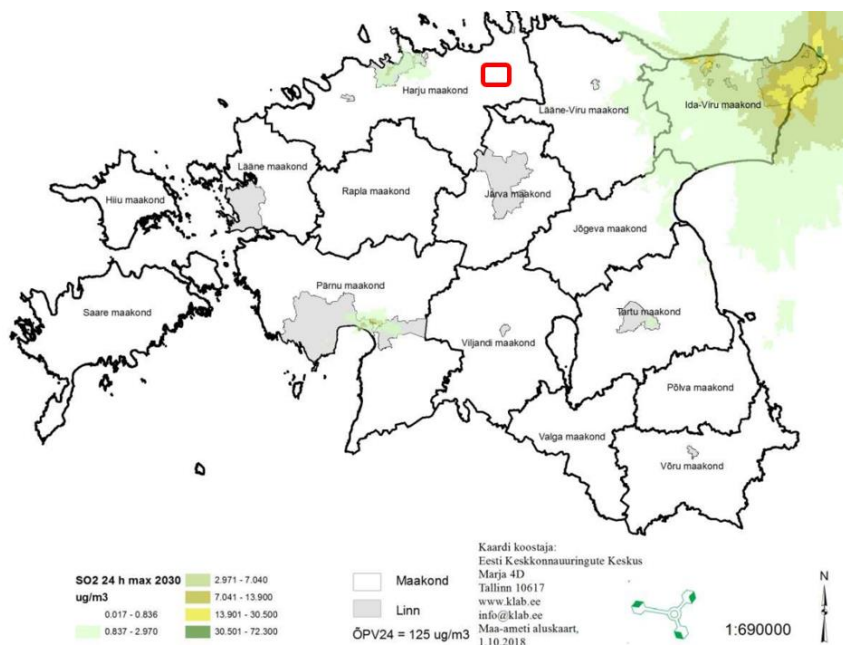 Harju maakond
Lääne-Viru maakond
Ida-Viru maakond
Lääne maakond
Hiiu maakond
Rapla maakond
Järva maakond
Jõgeva maakond
Pärnu maakond
Saare maakond
Tartu maakond
Viljandi maakond
Põlva maakond
Valga maakond
Võru maakond
SO2 24 h max 2030
ug/m3
0.017 - 0.836
0.837 - 2.970
2.971 - 7.040
7.041 - 13.900
13.901 - 30.500
30.501 - 72.300
Maakond
Linn
ÕPV24 = 125 ug/m3
Kaardi koostaja:
Eesti Keskkonnauuringute Keskus
Marja 4D
Tallinn 10617
www.klab.ee
info@klab.ee
Maa-ameti aluskaart,
1.10.2018
N
1:690000